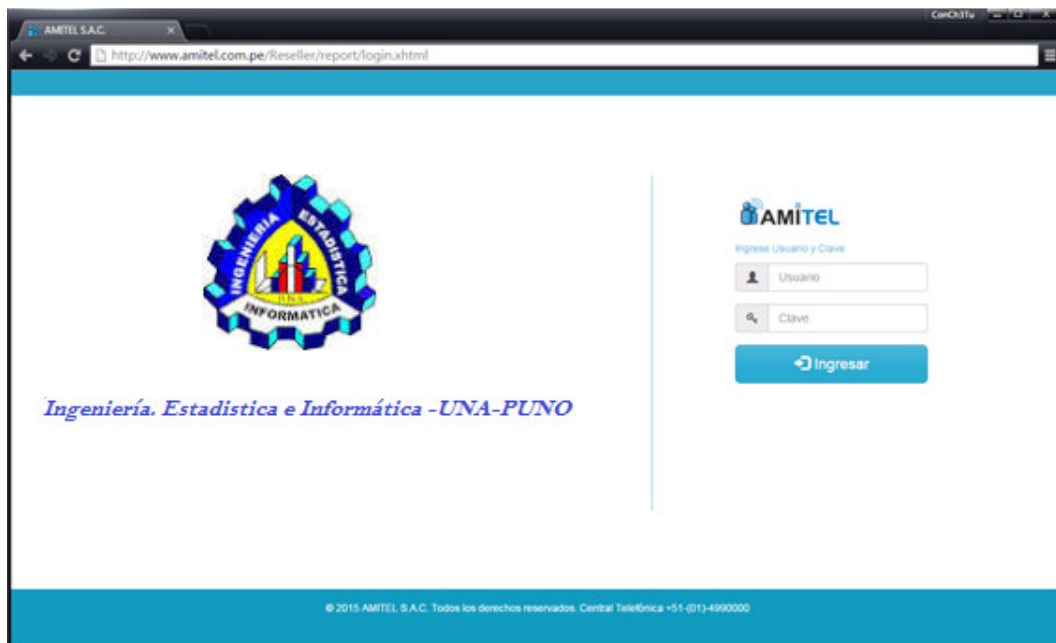 ConCh3Tu
AMITEL S.A.C.
http://www.amitel.com.pe/Reseller/report/login.xhtml
INGENIERIA ESTADISTICA
U.N.A.
INFORMATICA
Ingeniería. Estadistica e Informática -UNA-PUNO
AMiTEL
Ingrese Usuario y Clave
Usuario
Clave
Ingresar
© 2015 AMITEL S.A.C. Todos los derechos reservados. Central Telefónica +51-(01)-4990000